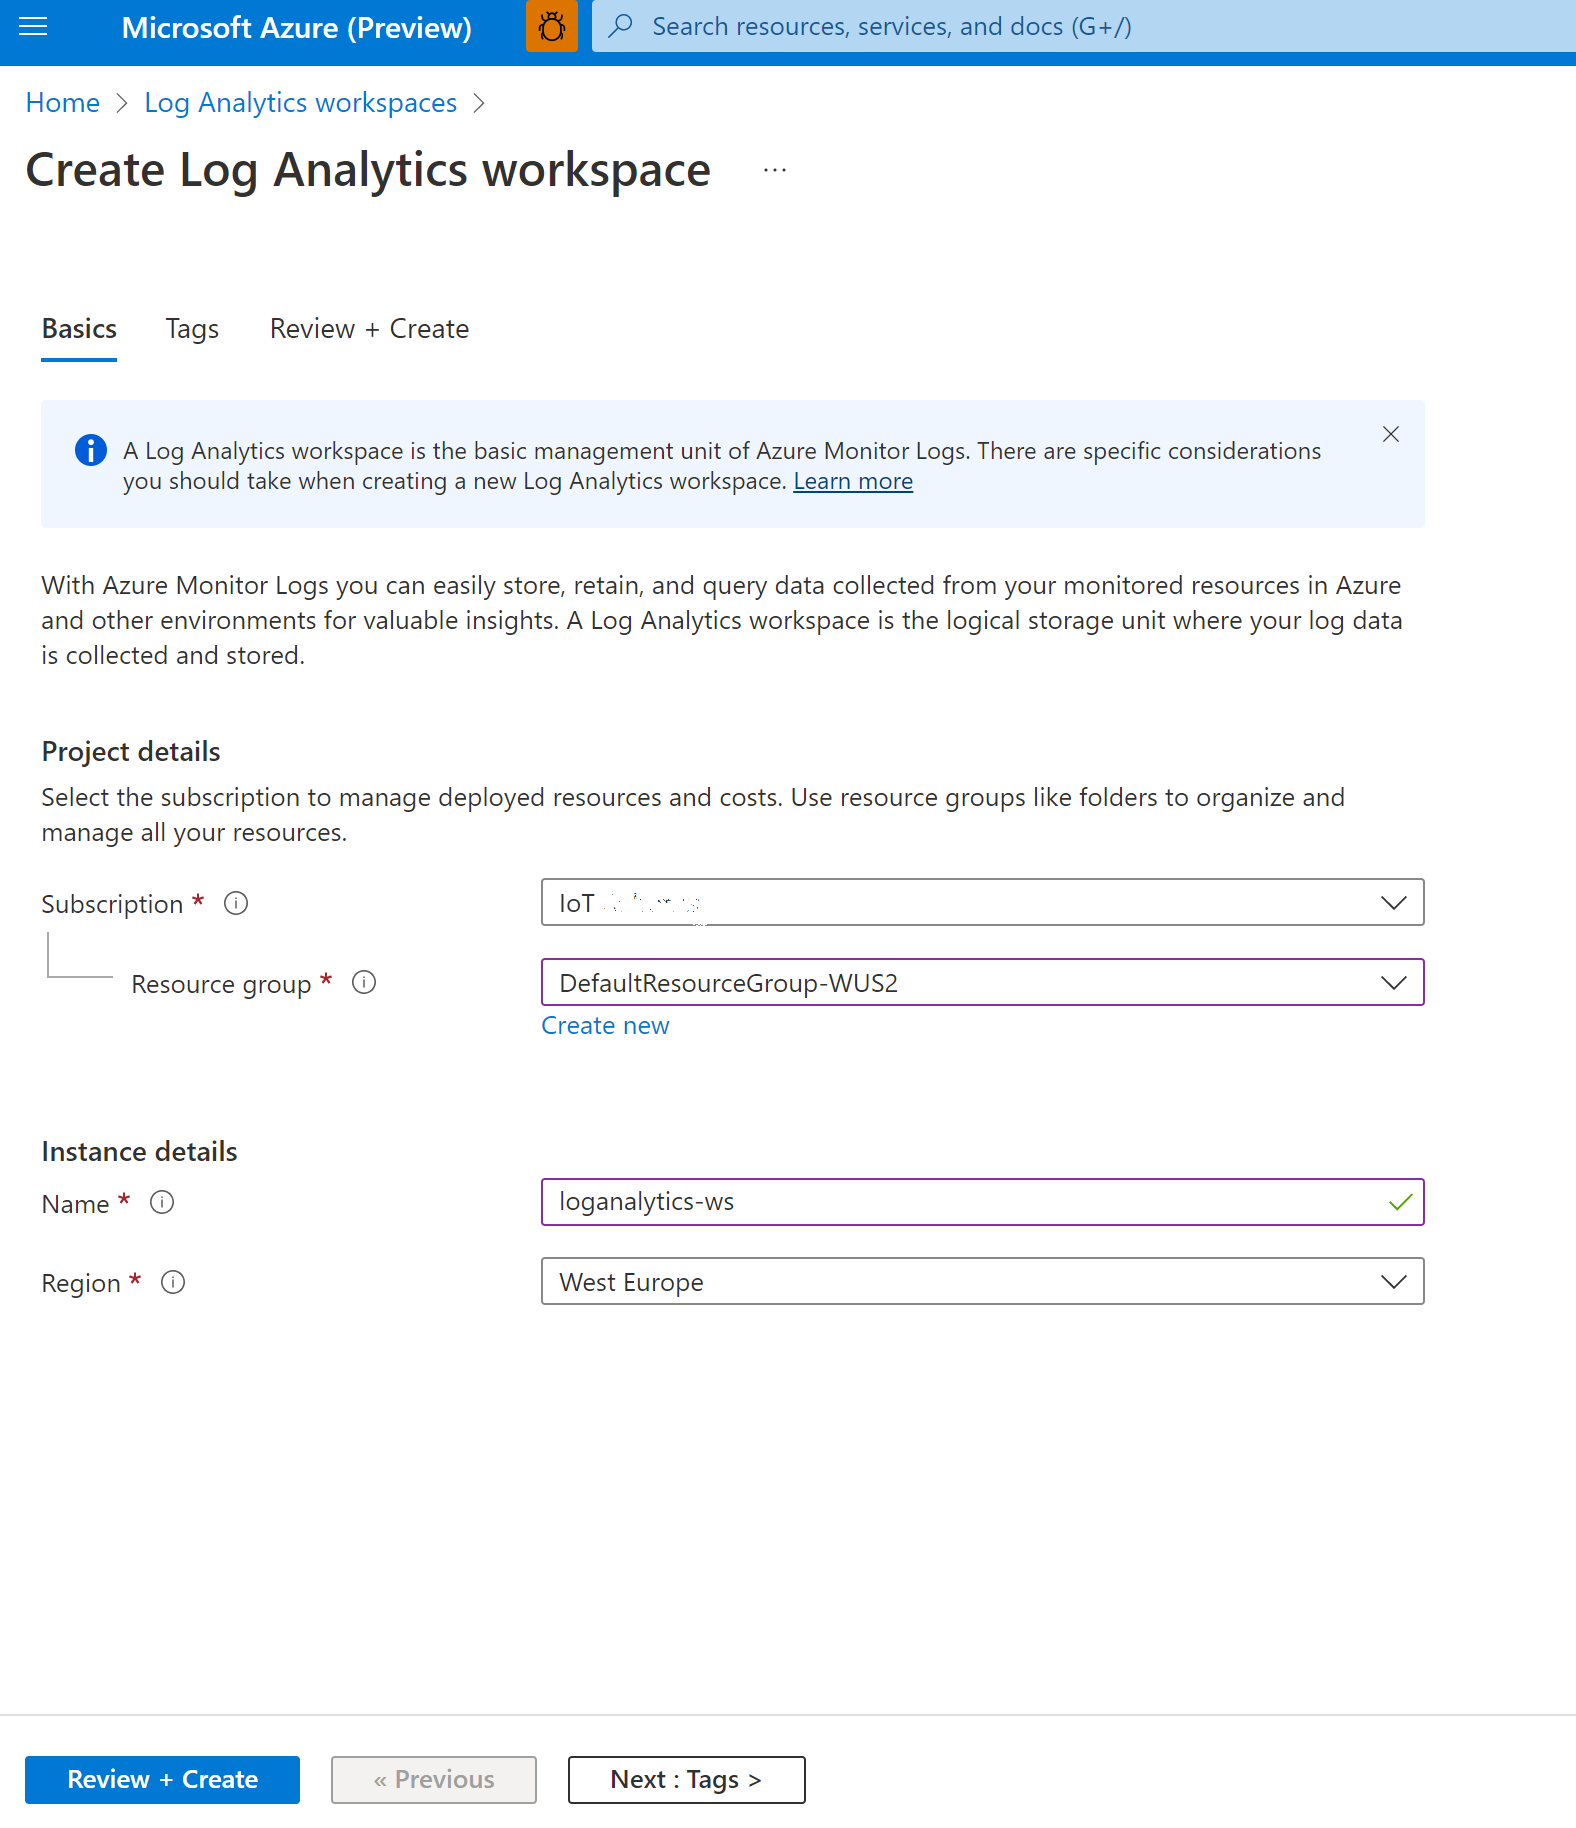 Microsoft Azure (Preview)
Search resources, services, and docs (G+/)
Home > Log Analytics workspaces >
Create Log Analytics workspace ...
Basics Tags Review + Create
A Log Analytics workspace is the basic management unit of Azure Monitor Logs. There are specific considerations
you should take when creating a new Log Analytics workspace. Learn more
With Azure Monitor Logs you can easily store, retain, and query data collected from your monitored resources in Azure
and other environments for valuable insights. A Log Analytics workspace is the logical storage unit where your log data
is collected and stored.
Project details
Select the subscription to manage deployed resources and costs. Use resource groups like folders to organize and
manage all your resources.
Subscription * IoT
Resource group * DefaultResourceGroup-WUS2
Create new
Instance details
Name * loganalytics-ws
Region * West Europe
Review + Create « Previous Next : Tags >